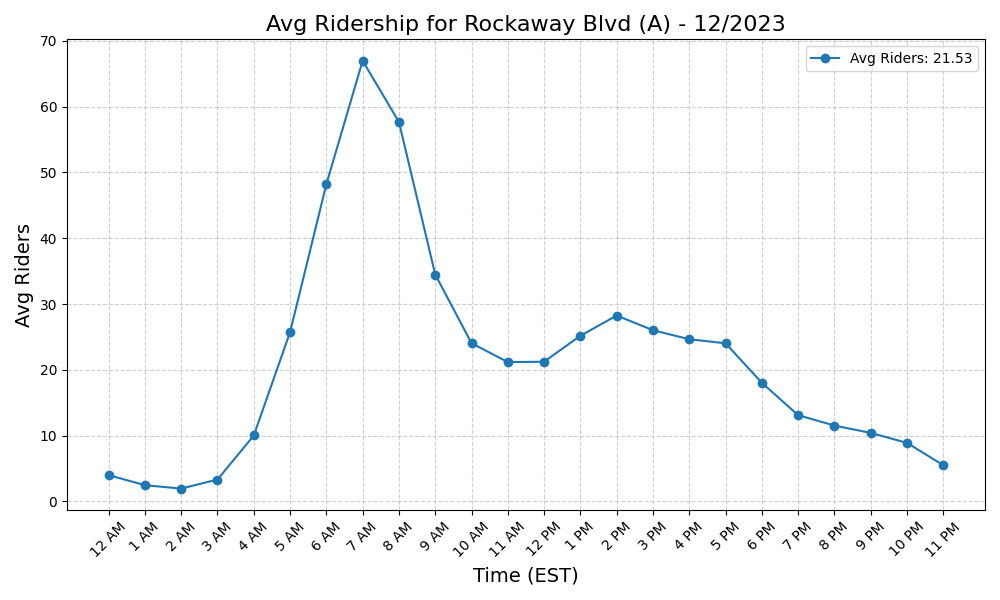 Avg Ridership for Rockaway Blvd (A) - 12/2023
Avg Riders: 21.53
Avg Riders
70
60
50
40
30
20
10
0
12 AM
1 AM
2 AM
3 AM
4 AM
5 AM
6 AM
7 AM
8 AM
9 AM
10 AM
11 AM
12 PM
1 PM
2 PM
3 PM
4 PM
5 PM
6 PM
7 PM
8 PM
9 PM
10 PM
11 PM
Time (EST)